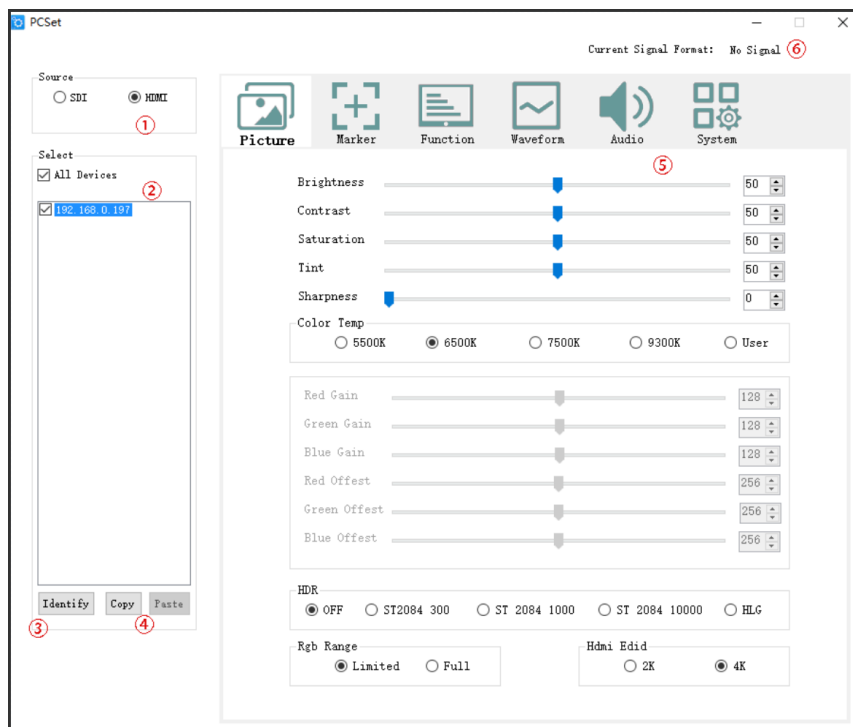 PCSet
Current Signal Format: No Signal ⑥
Source
SDI HDMI
①
Select
All Devices
②
192.168.0.197
Identify Copy Paste
③ ④
Picture Marker Function Waveform Audio System
⑤
Brightness 50
Contrast 50
Saturation 50
Tint 50
Sharpness 0
Color Temp
5500K 6500K 7500K 9300K User
Red Gain 128
Green Gain 128
Blue Gain 128
Red Offest 256
Green Offest 256
Blue Offest 256
HDR
OFF ST2084 300 ST 2084 1000 ST 2084 10000 HLG
Rgb Range
Limited Full
Hdmi Edid
2K 4K